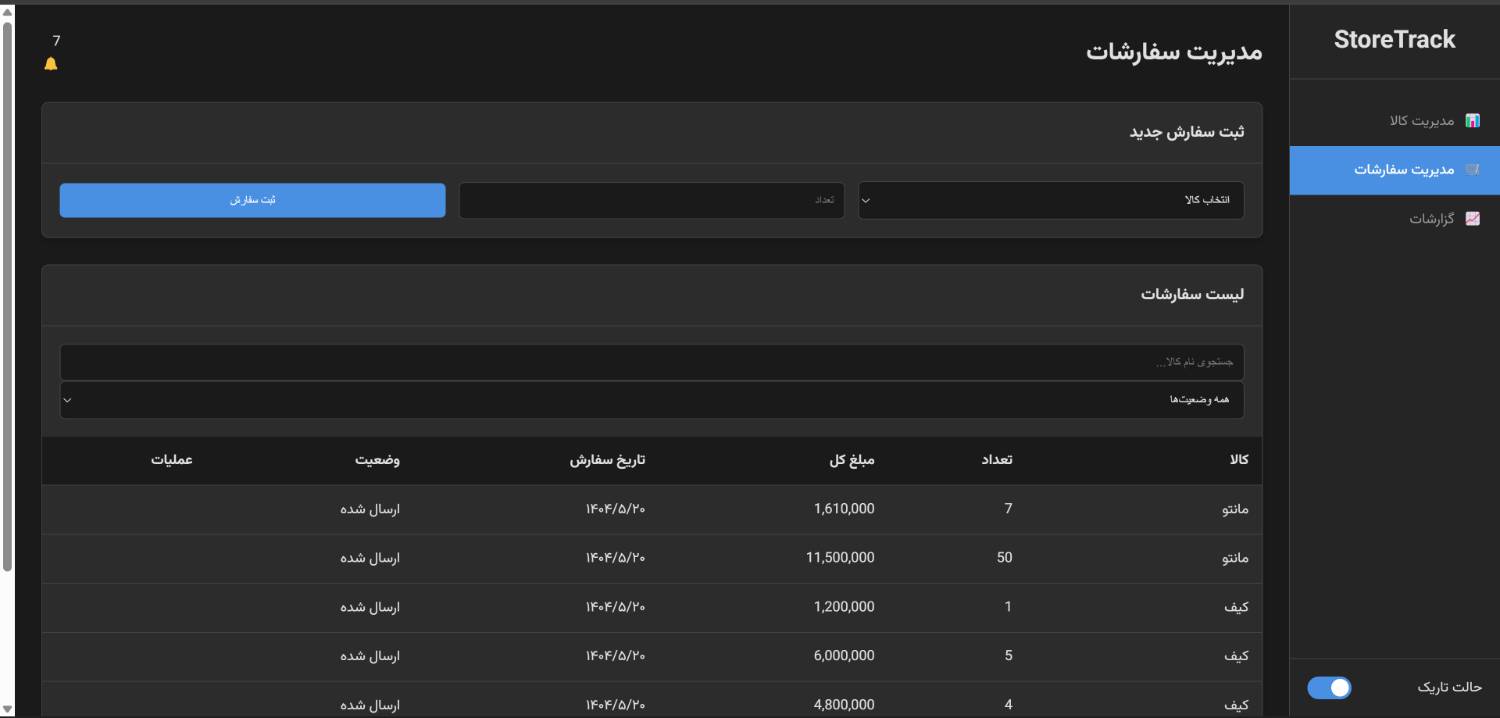 StoreTrack
مدیریت کالا
مدیریت سفارشات
گزارشات
حالت تاریک
مدیریت سفارشات
7
ثبت سفارش جدید
انتخاب کالا
تعداد
ثبت سفارش
لیست سفارشات
جستجوی نام کالا...
همه وضعیت‌ها
کالا تعداد مبلغ کل تاریخ سفارش وضعیت عملیات
مانتو 7 1,610,000 ۱۴۰۴/۵/۲۰ ارسال شده
مانتو 50 11,500,000 ۱۴۰۴/۵/۲۰ ارسال شده
کیف 1 1,200,000 ۱۴۰۴/۵/۲۰ ارسال شده
کیف 5 6,000,000 ۱۴۰۴/۵/۲۰ ارسال شده
کیف 4 4,800,000 ۱۴۰۴/۵/۲۰ ارسال شده